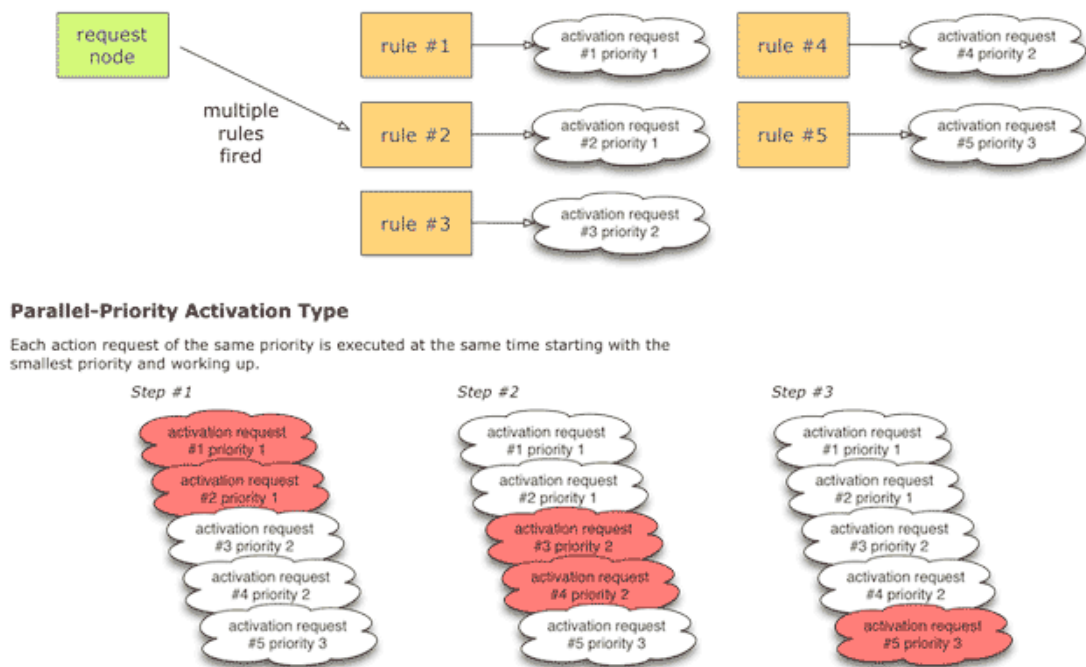 request
node
multiple
rules
fired
rule #1
activation request
#1 priority 1
rule #2
activation request
#2 priority 1
rule #3
activation request
#3 priority 2
rule #4
activation request
#4 priority 2
rule #5
activation request
#5 priority 3
Parallel-Priority Activation Type
Each action request of the same priority is executed at the same time starting with the
smallest priority and working up.
Step #1
activation request
#1 priority 1
activation request
#2 priority 1
activation request
#3 priority 2
activation request
#4 priority 2
activation request
#5 priority 3
Step #2
activation request
#1 priority 1
activation request
#2 priority 1
activation request
#3 priority 2
activation request
#4 priority 2
activation request
#5 priority 3
Step #3
activation request
#1 priority 1
activation request
#2 priority 1
activation request
#3 priority 2
activation request
#4 priority 2
activation request
#5 priority 3